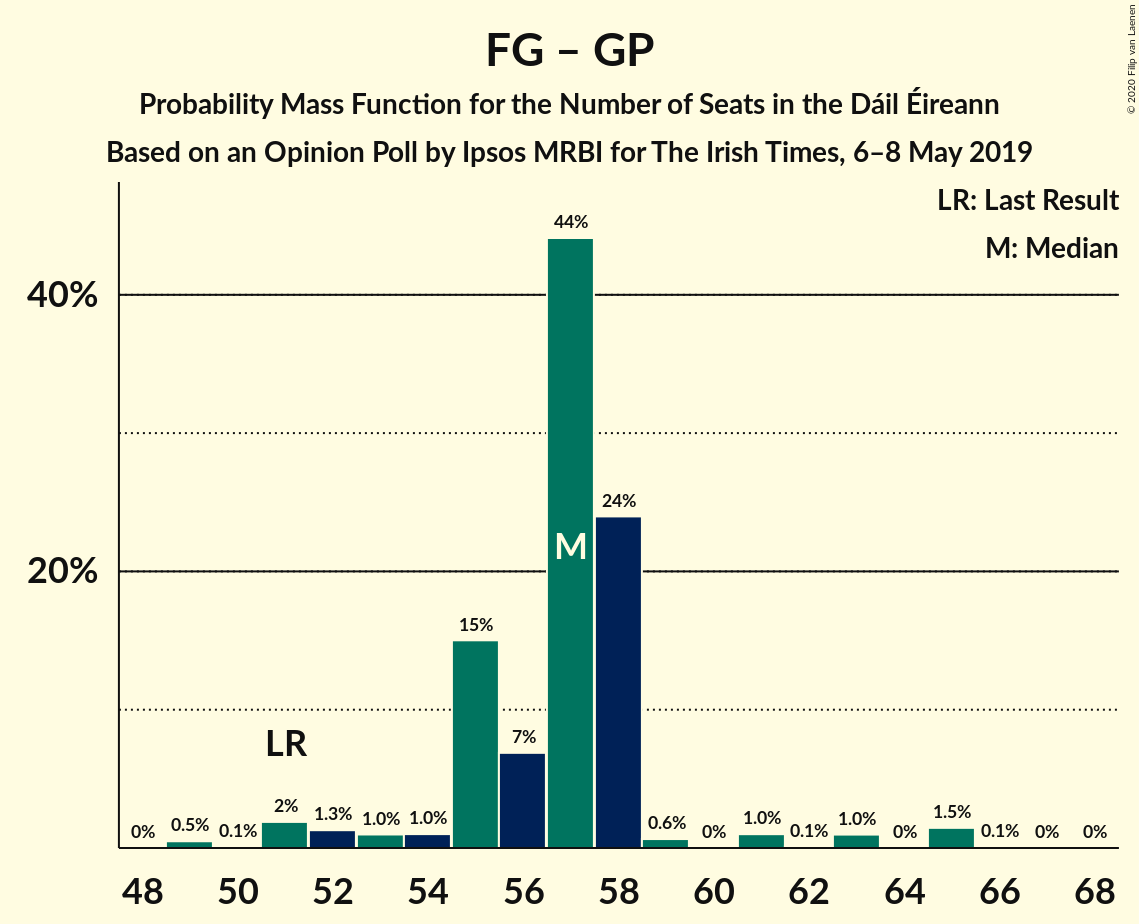 FG – GP
Probability Mass Function for the Number of Seats in the Dáil Éireann
Based on an Opinion Poll by Ipsos MRBI for The Irish Times, 6–8 May 2019
© 2020 Filip van Laenen
LR: Last Result
M: Median
40%
20%
0%
0.5%
0.1%
2%
LR
1.3%
1.0%
1.0%
15%
7%
44%
M
24%
0.6%
0%
1.0%
0.1%
1.0%
0%
1.5%
0.1%
0%
0%
48 50 52 54 56 58 60 62 64 66 68